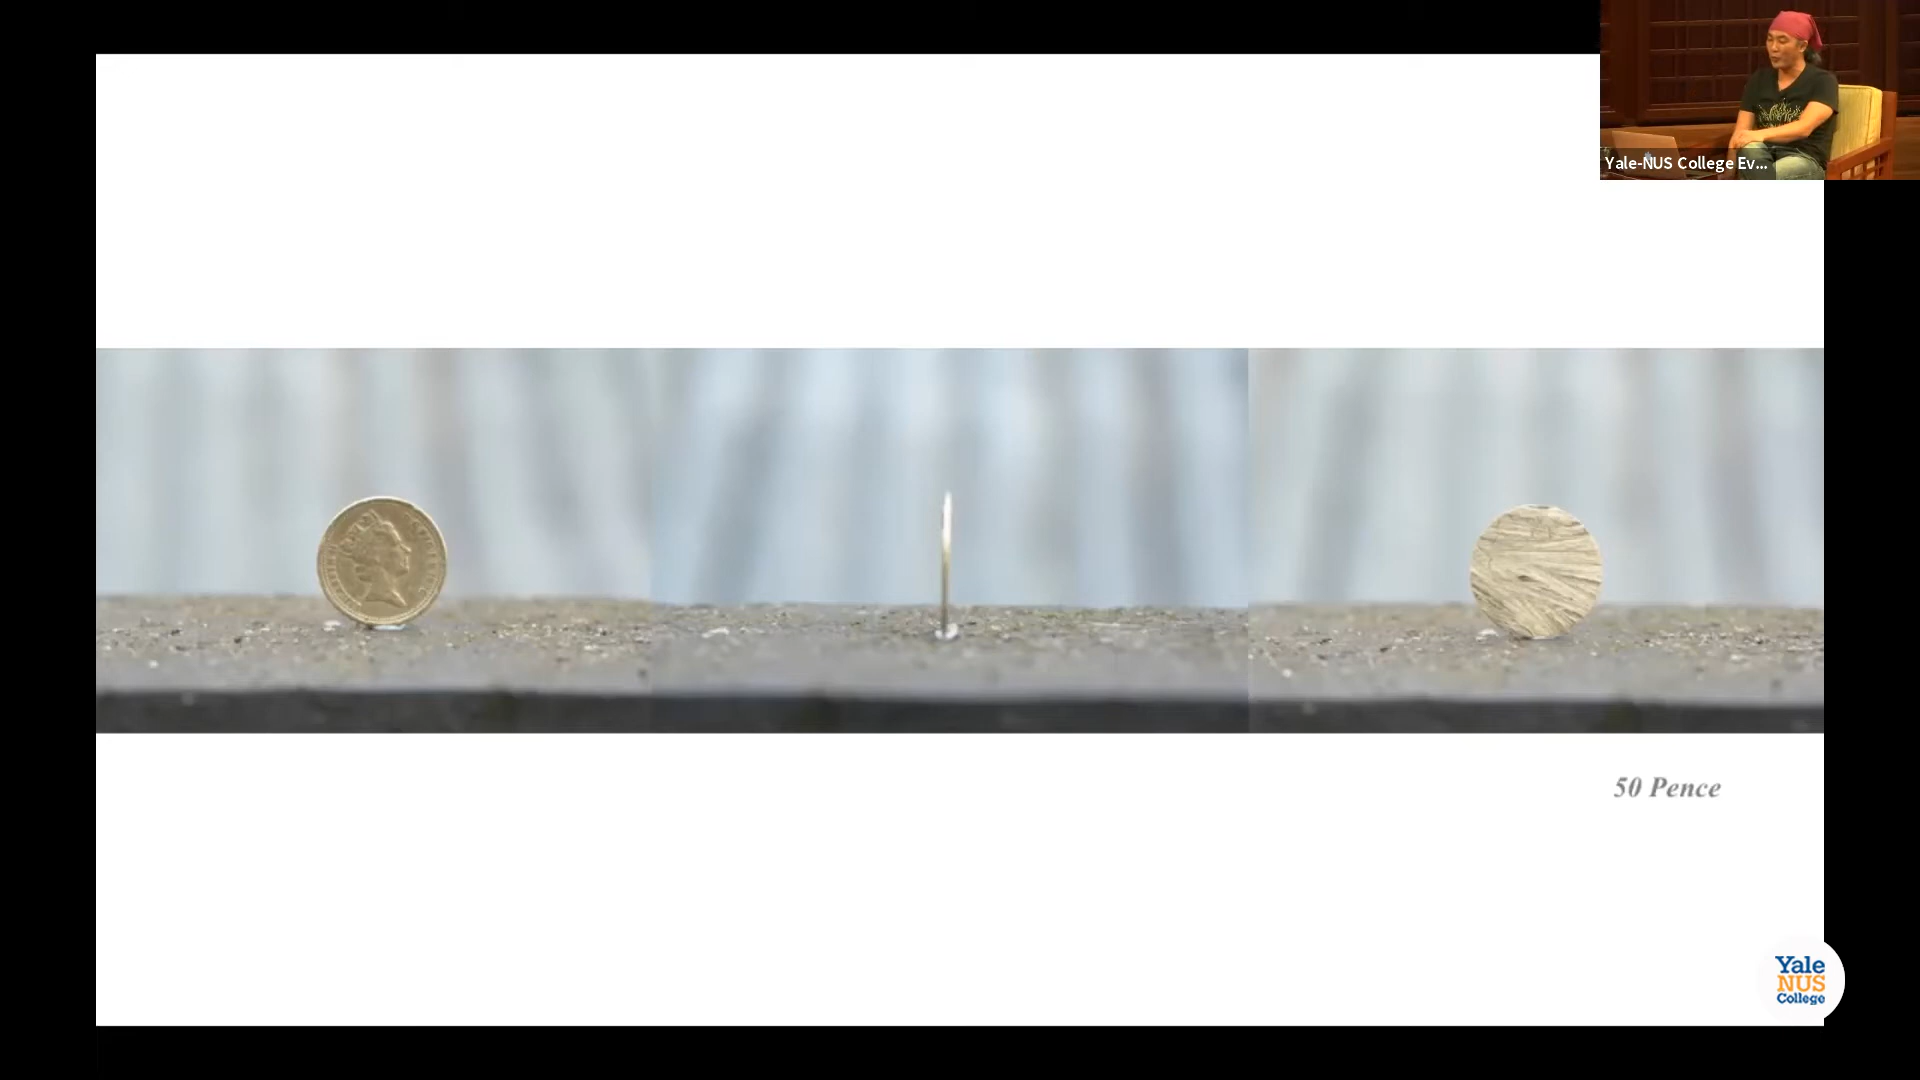 Yale-NUS College Ev...
50 Pence
Yale
NUS
College